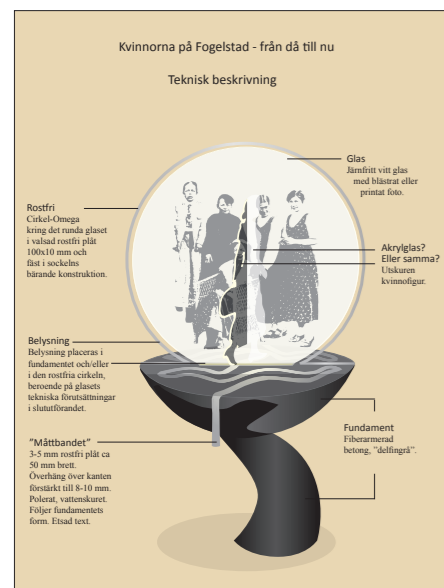 Kvinnorna på Fogelstad - från då till nu
Teknisk beskrivning
Glas
Järnfritt vitt glas
med blästrat eller
printat foto.
Rostfri
Cirkel-Omega
kring det runda glaset
i valsad rostfri plåt
100x10 mm och
fäst i sockelns
bärande konstruktion.
Akrylglas?
Eller samma?
Utskuren
kvinnofigur.
Belysning
Belysning placeras i
fundamentet och/eller
i den rostfria cirkeln,
beroende på glasets
tekniska förutsättningar
i slututförandet.
"Måttbandet"
3-5 mm rostfri plåt ca
50 mm brett.
Överhäng över kanten
förstärkt till 8-10 mm.
Polerat, vattenskuret.
Följer fundamentets
form. Etsad text.
Fundament
Fiberarmerad
betong, "delfingrå".